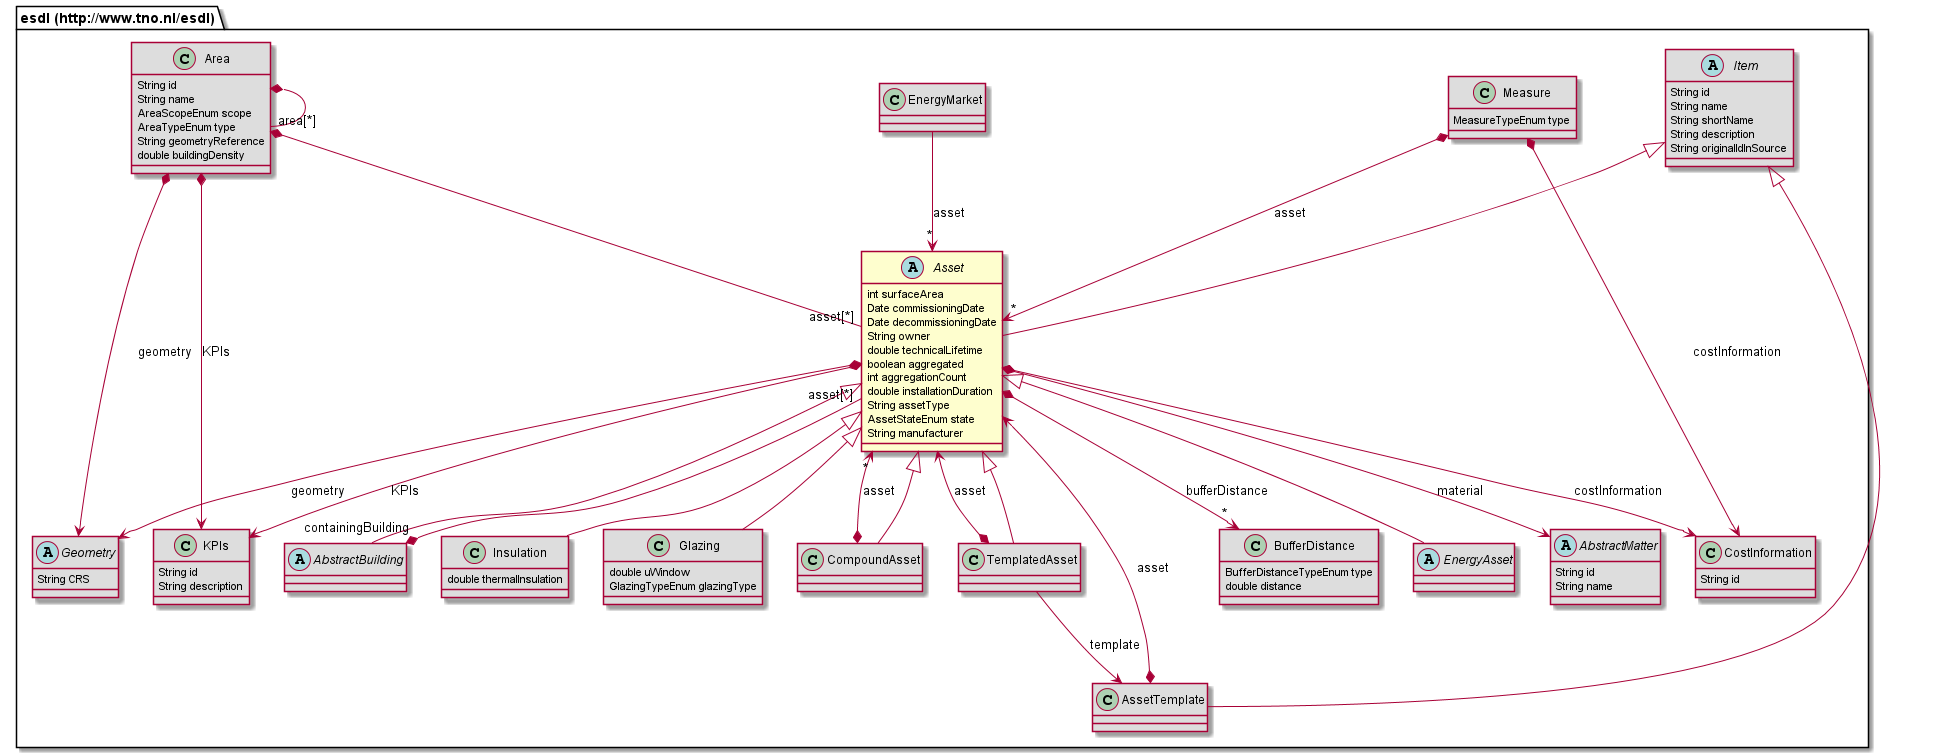 esdl (http://www.tno.nl/esdl)
C Area
String id
String name
AreaScopeEnum scope
AreaTypeEnum type
String geometryReference
double buildingDensity
area[*]
C EnergyMarket
C Measure
MeasureTypeEnum type
A Item
String id
String name
String shortName
String description
String originalIdInSource
asset
*
asset
*
A Asset
int surfaceArea
Date commissioningDate
Date decommissioningDate
String owner
double technicalLifetime
boolean aggregated
int aggregationCount
double installationDuration
String assetType
AssetStateEnum state
String manufacturer
asset[*]
geometry
KPIs
costInformation
asset[*]
*
geometry
KPIs
asset
asset
bufferDistance
*
material
costInformation
containingBuilding
A Geometry
String CRS
C KPIs
String id
String description
A AbstractBuilding
C Insulation
double thermalInsulation
C Glazing
double uWindow
GlazingTypeEnum glazingType
C CompoundAsset
C TemplatedAsset
asset
C BufferDistance
BufferDistanceTypeEnum type
double distance
A EnergyAsset
A AbstractMatter
String id
String name
C CostInformation
String id
template
C AssetTemplate